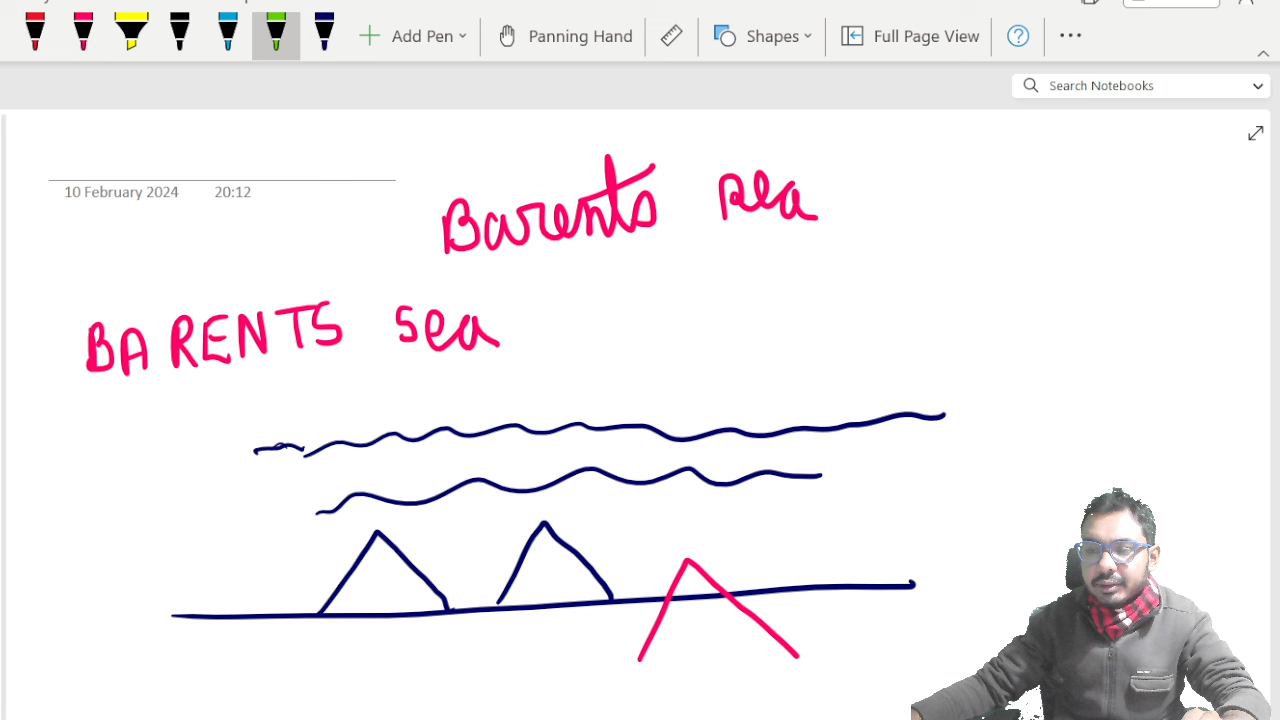 Add Pen
Panning Hand
Shapes
Full Page View
Search Notebooks
10 February 2024 20:12
Barents sea
BARENTS sea